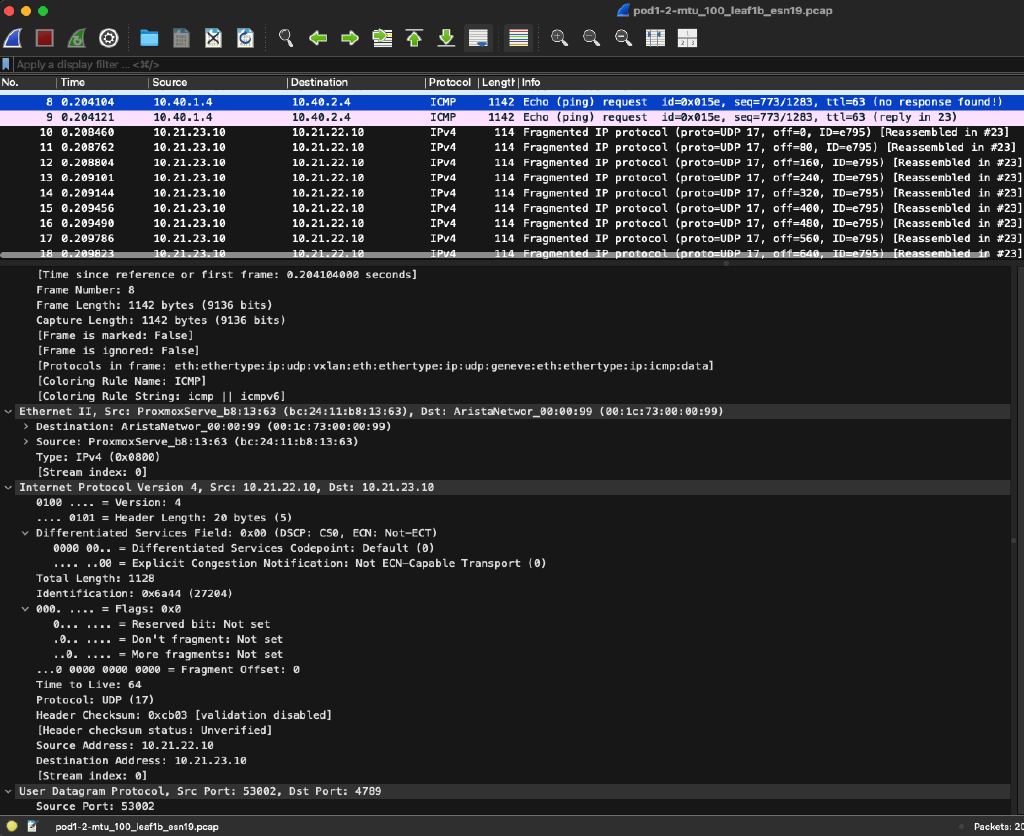 pod1-2-mtu_100_leaf1b_esn19.pcap
Apply a display filter ... <⌘/>
No. Time Source Destination Protocol Length Info
8 0.204104 10.40.1.4 10.40.2.4 ICMP 1142 Echo (ping) request id=0x015e, seq=773/1283, ttl=63 (no response found!)
9 0.204121 10.40.1.4 10.40.2.4 ICMP 1142 Echo (ping) request id=0x015e, seq=773/1283, ttl=63 (reply in 23)
10 0.208460 10.21.23.10 10.21.22.10 IPv4 114 Fragmented IP protocol (proto=UDP 17, off=0, ID=e795) [Reassembled in #23]
11 0.208762 10.21.23.10 10.21.22.10 IPv4 114 Fragmented IP protocol (proto=UDP 17, off=80, ID=e795) [Reassembled in #23]
12 0.208804 10.21.23.10 10.21.22.10 IPv4 114 Fragmented IP protocol (proto=UDP 17, off=160, ID=e795) [Reassembled in #23]
13 0.209101 10.21.23.10 10.21.22.10 IPv4 114 Fragmented IP protocol (proto=UDP 17, off=240, ID=e795) [Reassembled in #23]
14 0.209144 10.21.23.10 10.21.22.10 IPv4 114 Fragmented IP protocol (proto=UDP 17, off=320, ID=e795) [Reassembled in #23]
15 0.209456 10.21.23.10 10.21.22.10 IPv4 114 Fragmented IP protocol (proto=UDP 17, off=400, ID=e795) [Reassembled in #23]
16 0.209490 10.21.23.10 10.21.22.10 IPv4 114 Fragmented IP protocol (proto=UDP 17, off=480, ID=e795) [Reassembled in #23]
17 0.209786 10.21.23.10 10.21.22.10 IPv4 114 Fragmented IP protocol (proto=UDP 17, off=560, ID=e795) [Reassembled in #23]
18 0.209823 10.21.23.10 10.21.22.10 IPv4 114 Fragmented IP protocol (proto=UDP 17, off=640, ID=e795) [Reassembled in #23]
[Time since reference or first frame: 0.204104000 seconds]
Frame Number: 8
Frame Length: 1142 bytes (9136 bits)
Capture Length: 1142 bytes (9136 bits)
[Frame is marked: False]
[Frame is ignored: False]
[Protocols in frame: eth:ethertype:ip:udp:vxlan:eth:ethertype:ip:udp:geneve:eth:ethertype:ip:icmp:data]
[Coloring Rule Name: ICMP]
[Coloring Rule String: icmp || icmpv6]
Ethernet II, Src: ProxmoxServe_b8:13:63 (bc:24:11:b8:13:63), Dst: AristaNetwor_00:00:99 (00:1c:73:00:00:99)
Destination: AristaNetwor_00:00:99 (00:1c:73:00:00:99)
Source: ProxmoxServe_b8:13:63 (bc:24:11:b8:13:63)
Type: IPv4 (0x0800)
[Stream index: 0]
Internet Protocol Version 4, Src: 10.21.22.10, Dst: 10.21.23.10
0100 .... = Version: 4
.... 0101 = Header Length: 20 bytes (5)
Differentiated Services Field: 0x00 (DSCP: CS0, ECN: Not-ECT)
0000 00.. = Differentiated Services Codepoint: Default (0)
.... ..00 = Explicit Congestion Notification: Not ECN-Capable Transport (0)
Total Length: 1128
Identification: 0x6a44 (27204)
000. .... = Flags: 0x0
0... .... = Reserved bit: Not set
.0.. .... = Don't fragment: Not set
..0. .... = More fragments: Not set
...0 0000 0000 0000 = Fragment Offset: 0
Time to Live: 64
Protocol: UDP (17)
Header Checksum: 0xcb03 [validation disabled]
[Header checksum status: Unverified]
Source Address: 10.21.22.10
Destination Address: 10.21.23.10
[Stream index: 0]
User Datagram Protocol, Src Port: 53002, Dst Port: 4789
Source Port: 53002
pod1-2-mtu_100_leaf1b_esn19.pcap Packets: 20